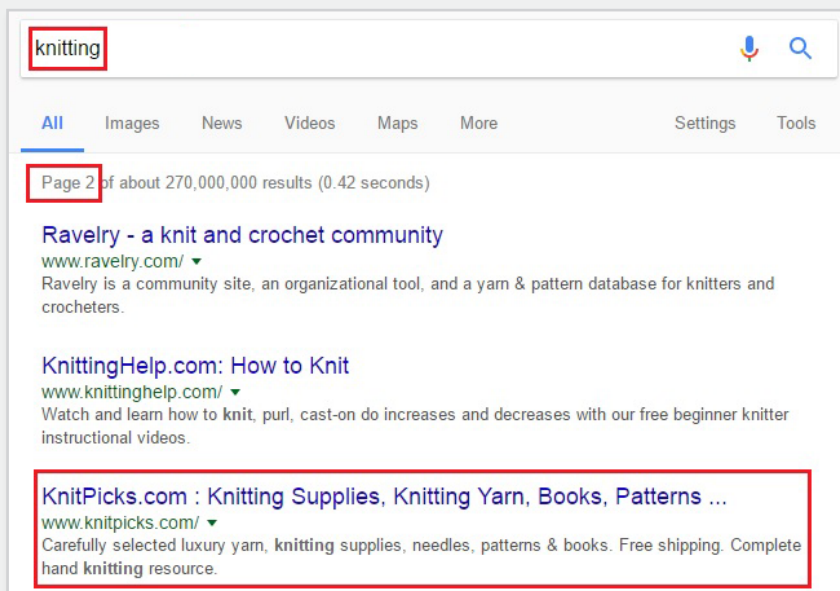 knitting
All Images News Videos Maps More Settings Tools
Page 2 of about 270,000,000 results (0.42 seconds)
Ravelry - a knit and crochet community
www.ravelry.com/
Ravelry is a community site, an organizational tool, and a yarn & pattern database for knitters and
crocheters.
KnittingHelp.com: How to Knit
www.knittinghelp.com/
Watch and learn how to knit, purl, cast-on do increases and decreases with our free beginner knitter
instructional videos.
KnitPicks.com : Knitting Supplies, Knitting Yarn, Books, Patterns ...
www.knitpicks.com/
Carefully selected luxury yarn, knitting supplies, needles, patterns & books. Free shipping. Complete
hand knitting resource.